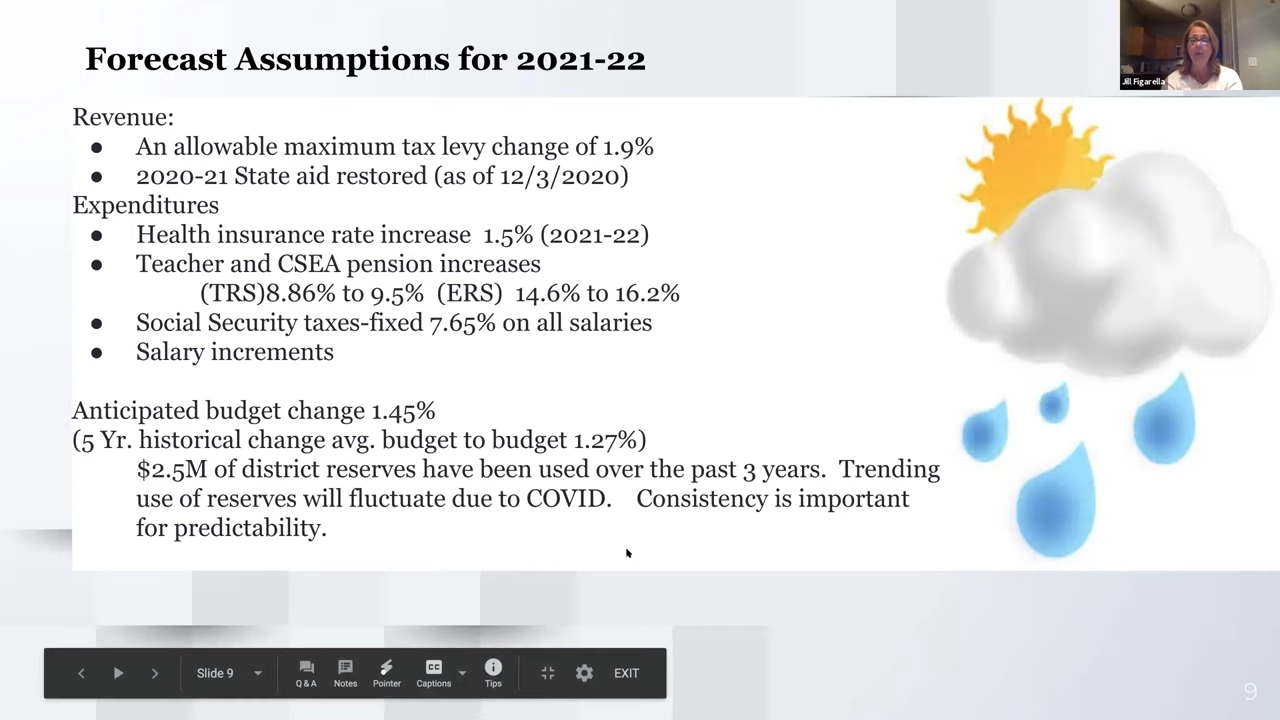 Forecast Assumptions for 2021-22
Jill Figarella
Revenue:
● An allowable maximum tax levy change of 1.9%
● 2020-21 State aid restored (as of 12/3/2020)
Expenditures
● Health insurance rate increase 1.5% (2021-22)
● Teacher and CSEA pension increases
(TRS)8.86% to 9.5% (ERS) 14.6% to 16.2%
● Social Security taxes-fixed 7.65% on all salaries
● Salary increments
Anticipated budget change 1.45%
(5 Yr. historical change avg. budget to budget 1.27%)
$2.5M of district reserves have been used over the past 3 years. Trending
use of reserves will fluctuate due to COVID. Consistency is important
for predictability.
Slide 9
Q & A
Notes
Pointer
CC
Captions
Tips
EXIT
9